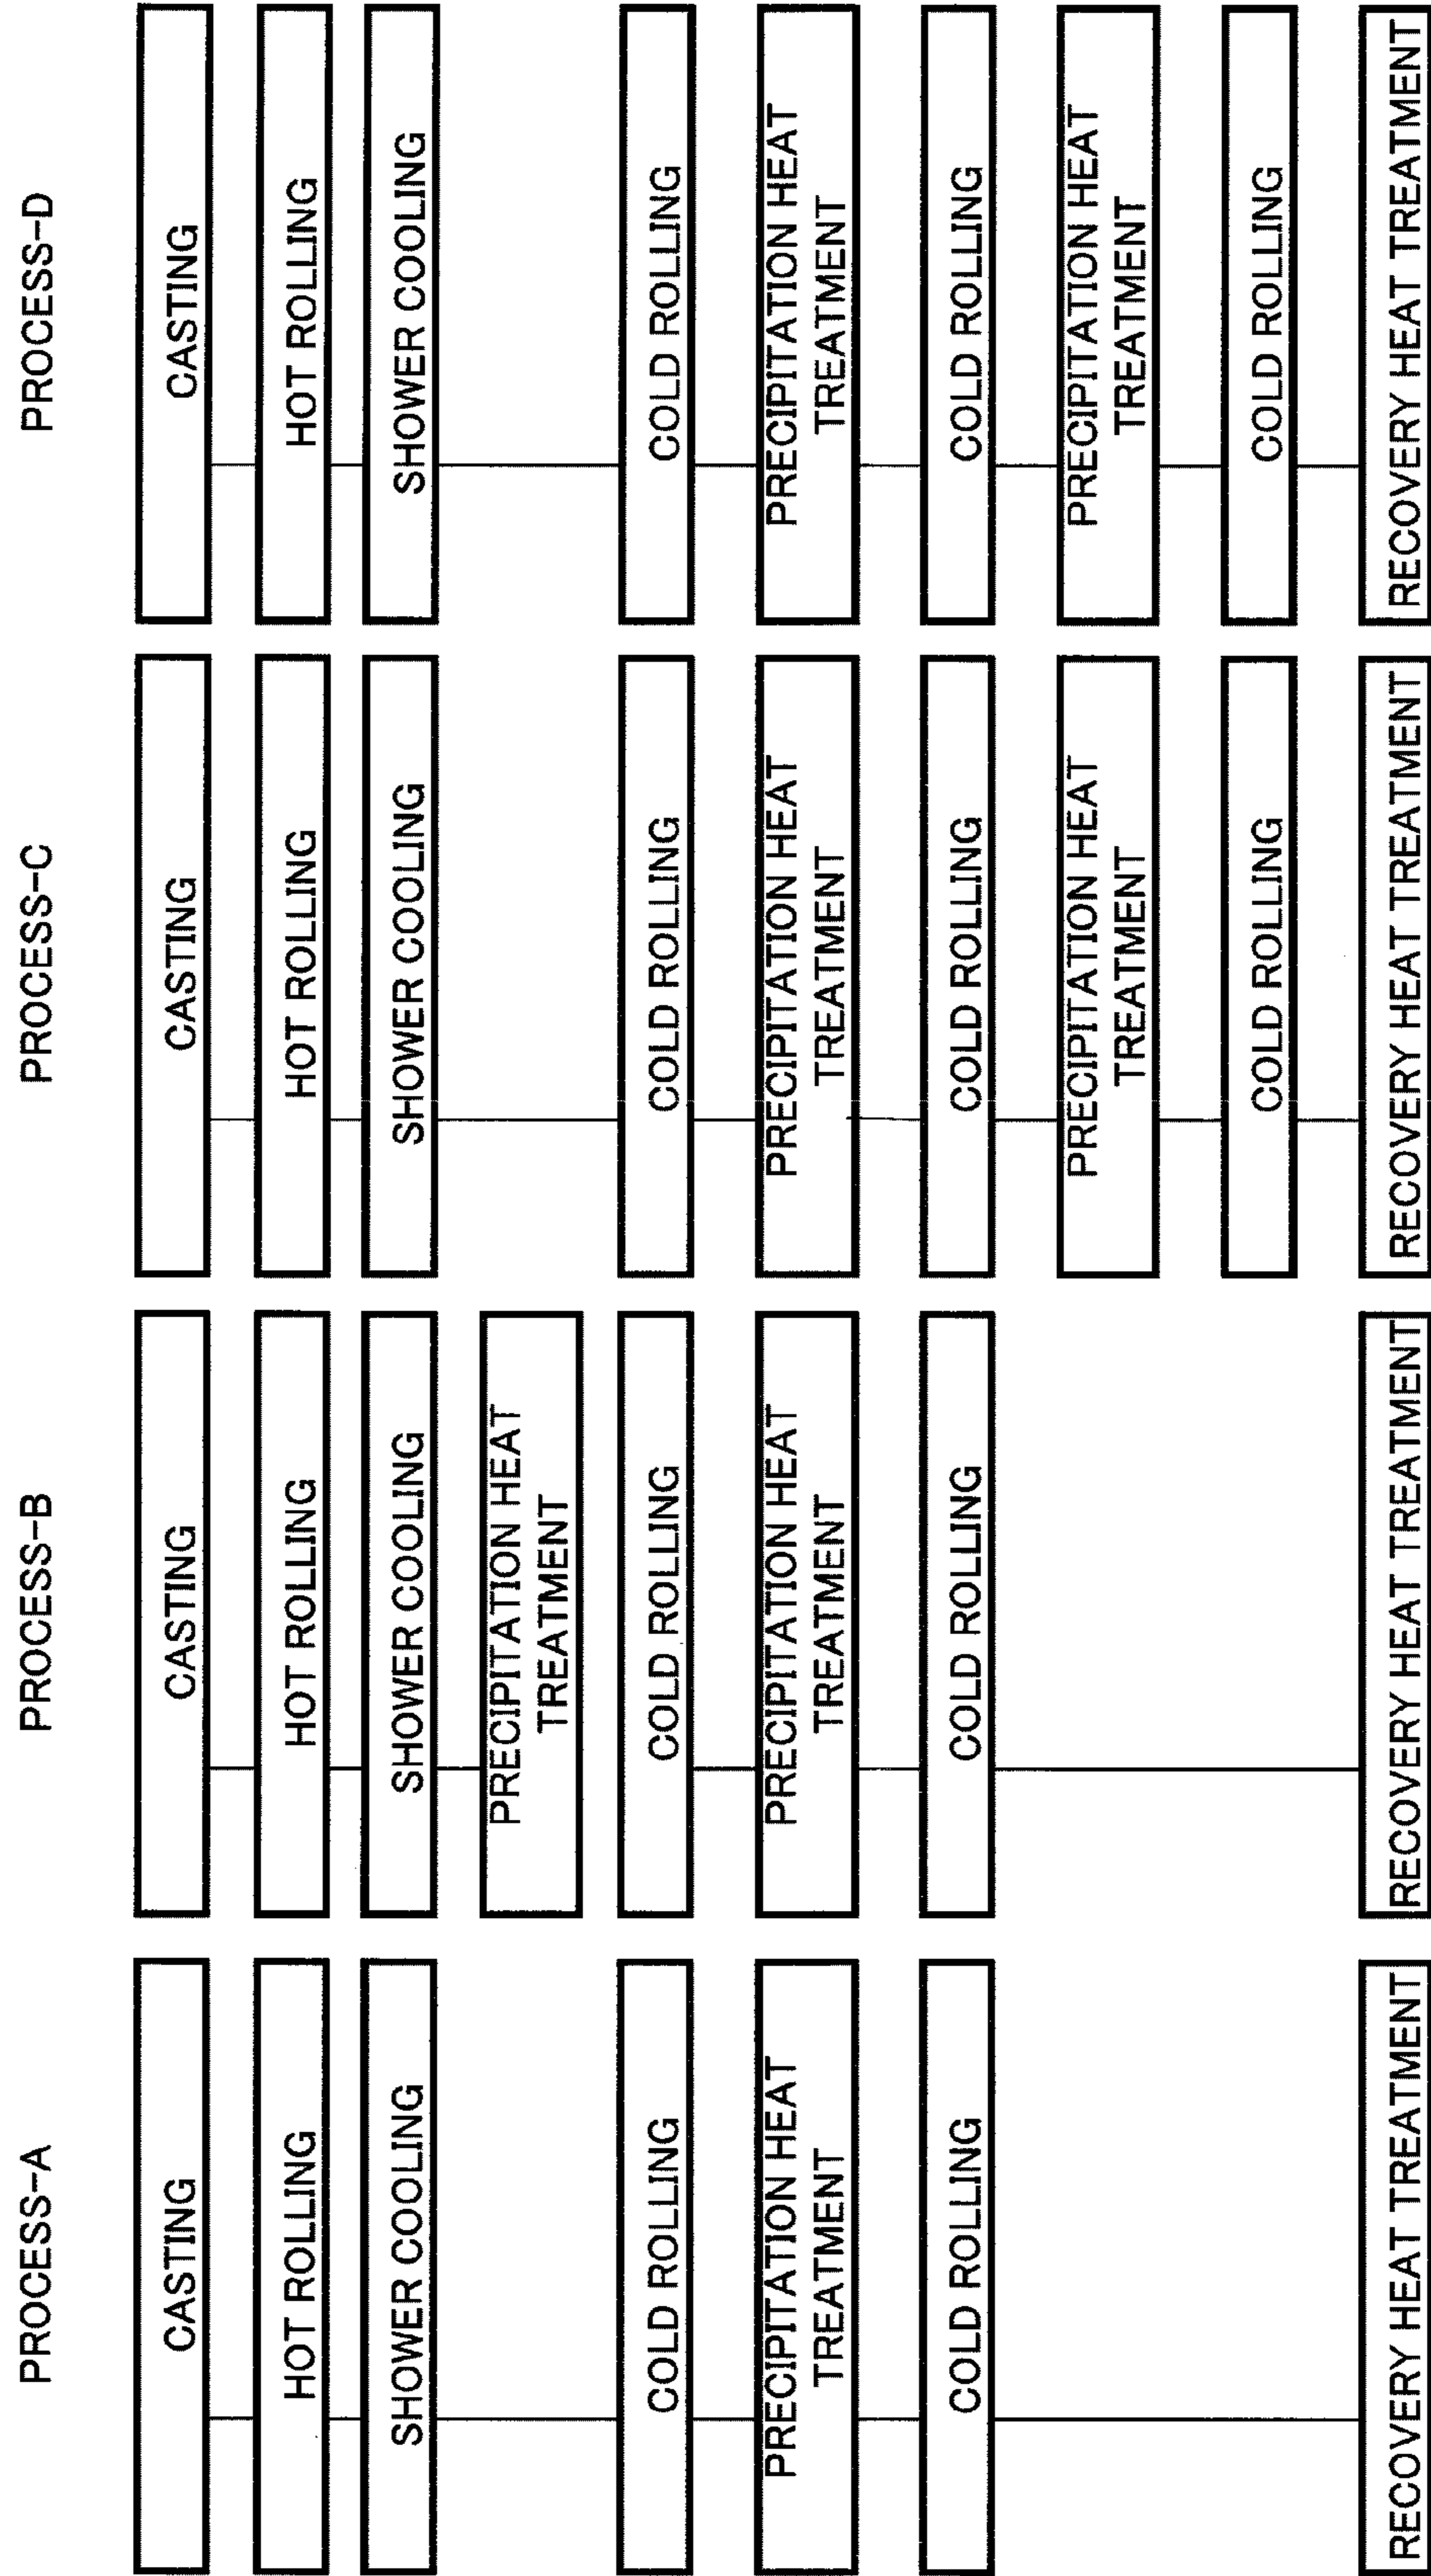 PROCESS-A
CASTING
HOT ROLLING
SHOWER COOLING
COLD ROLLING
PRECIPITATION HEAT
TREATMENT
COLD ROLLING
RECOVERY HEAT TREATMENT
PROCESS-B
CASTING
HOT ROLLING
SHOWER COOLING
PRECIPITATION HEAT
TREATMENT
COLD ROLLING
PRECIPITATION HEAT
TREATMENT
COLD ROLLING
RECOVERY HEAT TREATMENT
PROCESS-C
CASTING
HOT ROLLING
SHOWER COOLING
COLD ROLLING
PRECIPITATION HEAT
TREATMENT
COLD ROLLING
PRECIPITATION HEAT
TREATMENT
COLD ROLLING
RECOVERY HEAT TREATMENT
PROCESS-D
CASTING
HOT ROLLING
SHOWER COOLING
COLD ROLLING
PRECIPITATION HEAT
TREATMENT
COLD ROLLING
PRECIPITATION HEAT
TREATMENT
COLD ROLLING
RECOVERY HEAT TREATMENT